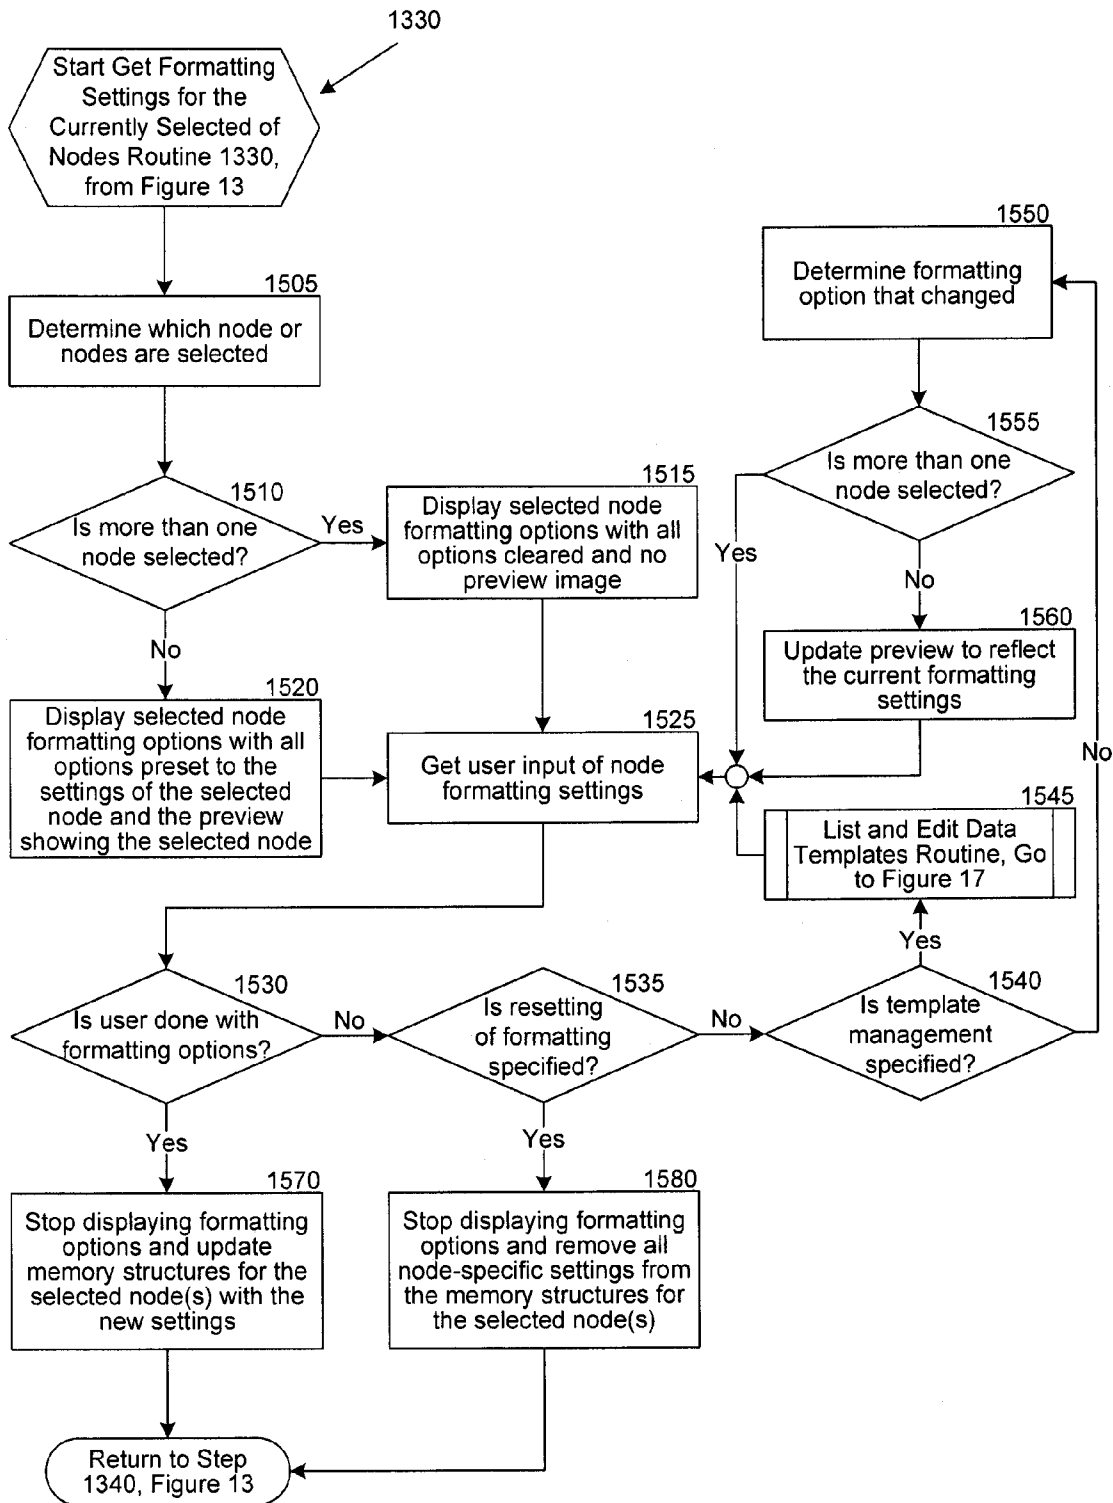 1330
Start Get Formatting
Settings for the
Currently Selected of
Nodes Routine 1330,
from Figure 13
1505
Determine which node or
nodes are selected
1510
Is more than one
node selected?
Yes
No
1515
Display selected node
formatting options with all
options cleared and no
preview image
1520
Display selected node
formatting options with all
options preset to the
settings of the selected
node and the preview
showing the selected node
1525
Get user input of node
formatting settings
1550
Determine formatting
option that changed
1555
Is more than one
node selected?
Yes
No
1560
Update preview to reflect
the current formatting
settings
No
1545
List and Edit Data
Templates Routine, Go
to Figure 17
Yes
1530
Is user done with
formatting options?
No
1535
Is resetting
of formatting
specified?
No
1540
Is template
management
specified?
Yes
Yes
1570
Stop displaying formatting
options and update
memory structures for the
selected node(s) with the
new settings
1580
Stop displaying formatting
options and remove all
node-specific settings from
the memory structures for
the selected node(s)
Return to Step
1340, Figure 13